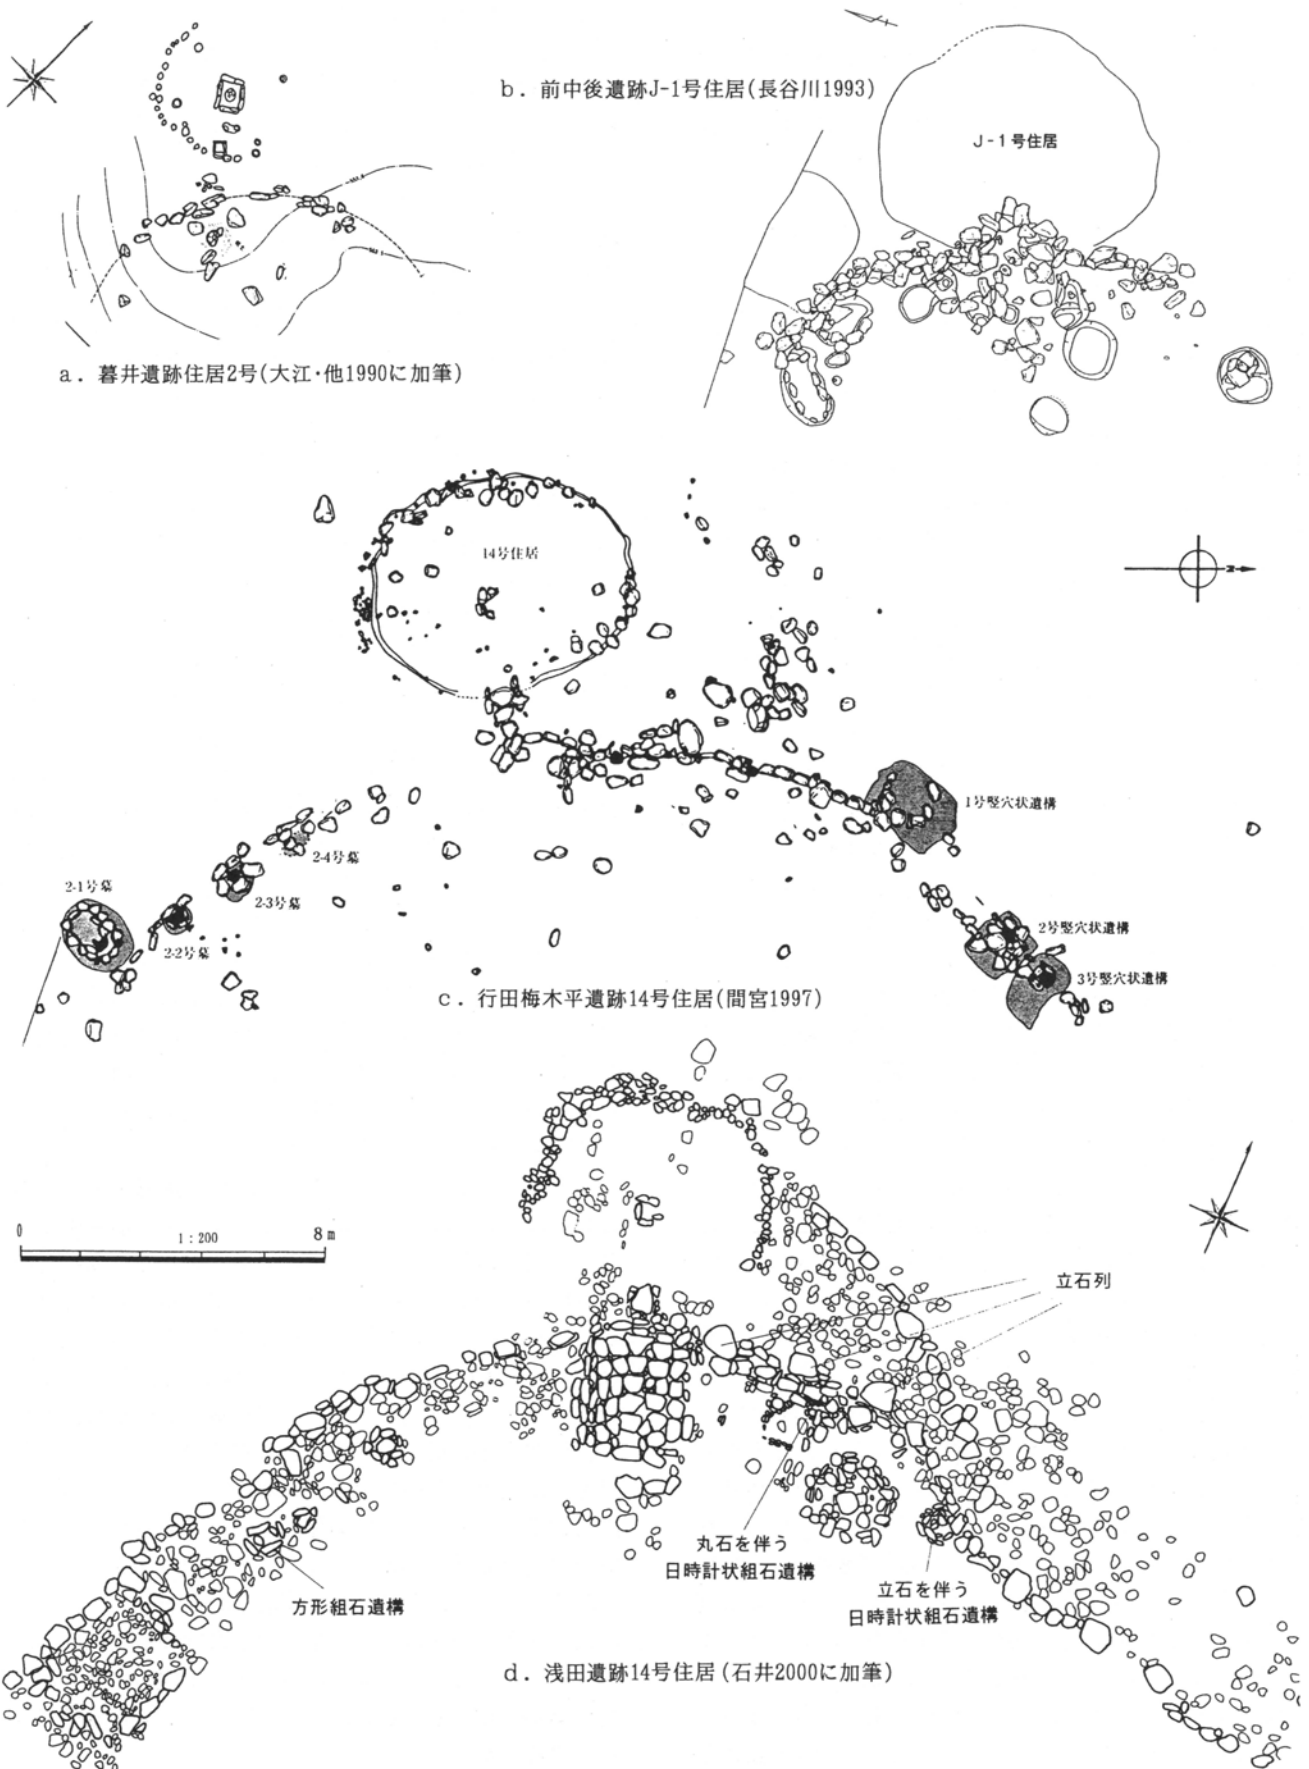 b. 前中後遺跡J-1号住居(長谷川1993)
J-1号住居
a. 暮井遺跡住居2号(大江・他1990に加筆)
14号住居
N
1号竪穴状遺構
2-4号墓
2-1号墓
2-3号墓
2号竪穴状遺構
2-2号墓
3号竪穴状遺構
c. 行田梅木平遺跡14号住居(間宮1997)
0
1:200
8m
立石列
丸石を伴う
日時計状組石遺構
立石を伴う
日時計状組石遺構
方形組石遺構
d. 浅田遺跡14号住居(石井2000に加筆)